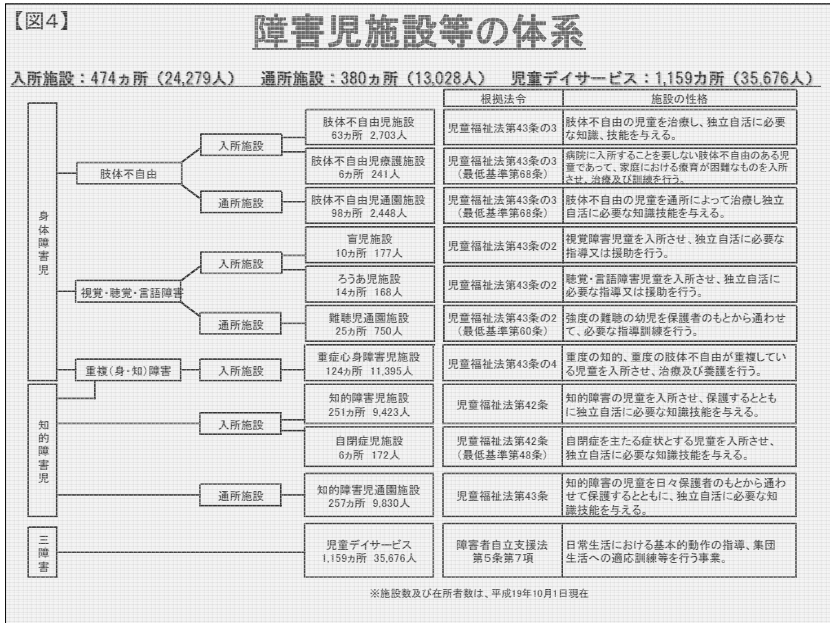 【図4】
障害児施設等の体系
入所施設：474ヵ所（24,279人）　通所施設：380ヵ所（13,028人）　児童デイサービス：1,159カ所（35,676人）
根拠法令
施設の性格
身体障害児
肢体不自由
入所施設
肢体不自由児施設
63ヵ所 2,703人
児童福祉法第43条の3
肢体不自由の児童を治療し、独立自活に必要
な知識、技能を与える。
肢体不自由児療護施設
6ヵ所 241人
児童福祉法第43条の3
（最低基準第68条）
病院に入所することを要しない肢体不自由のある児
童であって、家庭における療育が困難なものを入所
させ、治療及び訓練を行う。
通所施設
肢体不自由児通園施設
98ヵ所 2,448人
児童福祉法第43条の3
（最低基準第68条）
肢体不自由の児童を通所によって治療し独立
自活に必要な知識技能を与える。
視覚・聴覚・言語障害
入所施設
盲児施設
10ヵ所 177人
児童福祉法第43条の2
視覚障害児童を入所させ、独立自活に必要な
指導又は援助を行う。
ろうあ児施設
14ヵ所 168人
児童福祉法第43条の2
聴覚・言語障害児童を入所させ、独立自活に
必要な指導又は援助を行う。
通所施設
難聴児通園施設
25ヵ所 750人
児童福祉法第43条の2
（最低基準第60条）
強度の難聴の幼児を保護者のもとから通わせ
て、必要な指導訓練を行う。
重複（身・知）障害
入所施設
重症心身障害児施設
124ヵ所 11,395人
児童福祉法第43条の4
重度の知的、重度の肢体不自由が重複してい
る児童を入所させ、治療及び養護を行う。
知的障害児
入所施設
知的障害児施設
251ヵ所 9,423人
児童福祉法第42条
知的障害の児童を入所させ、保護するととも
に独立自活に必要な知識技能を与える。
自閉症児施設
6ヵ所 172人
児童福祉法第42条
（最低基準第48条）
自閉症を主たる症状とする児童を入所させ、
独立自活に必要な知識技能を与える。
通所施設
知的障害児通園施設
257ヵ所 9,830人
児童福祉法第43条
知的障害の児童を日々保護者のもとから通わ
せて保護するとともに、独立自活に必要な知
識技能を与える。
三障害
児童デイサービス
1,159ヵ所 35,676人
障害者自立支援法
第5条第7項
日常生活における基本的動作の指導、集団
生活への適応訓練等を行う事業。
※施設数及び在所者数は、平成19年10月1日現在